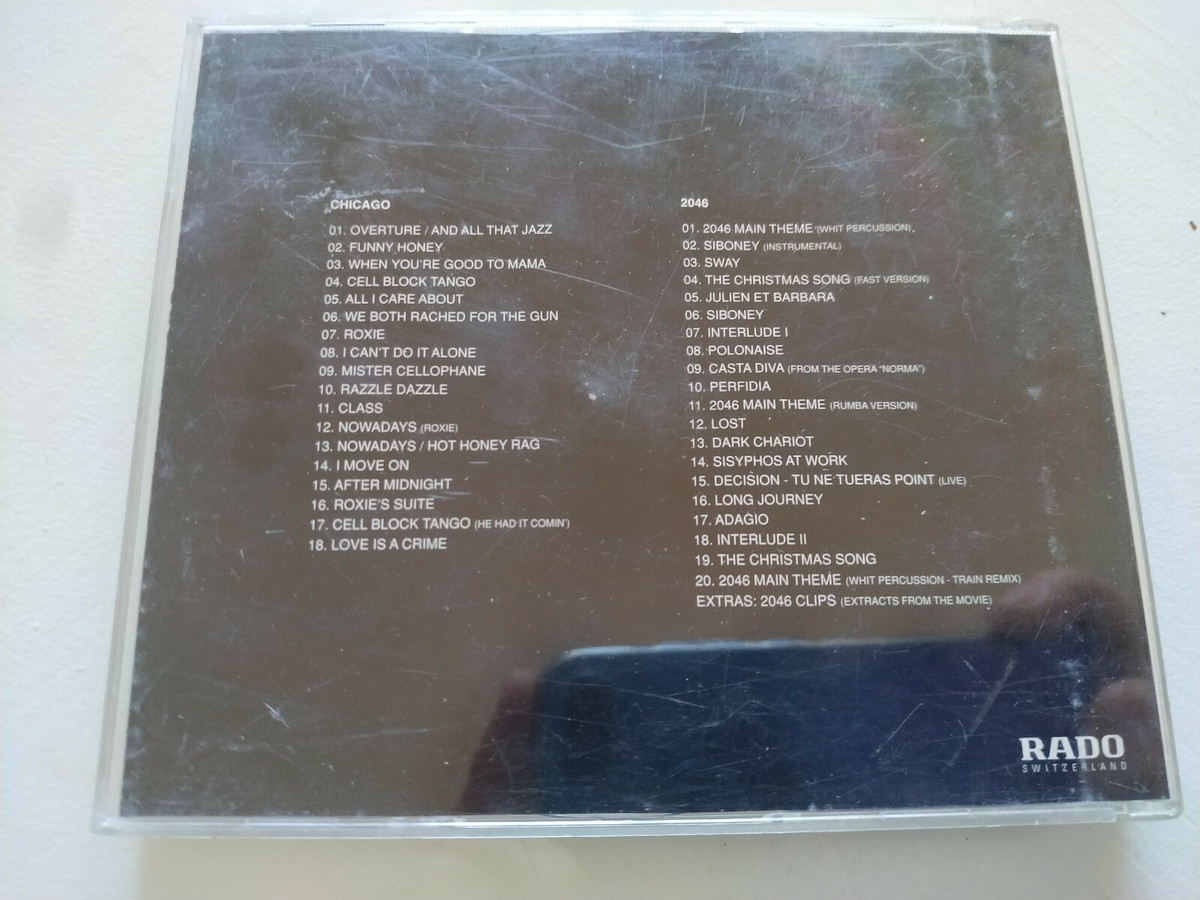 CHICAGO
01. OVERTURE / AND ALL THAT JAZZ
02. FUNNY HONEY
03. WHEN YOU'RE GOOD TO MAMA
04. CELL BLOCK TANGO
05. ALL I CARE ABOUT
06. WE BOTH RACHED FOR THE GUN
07. ROXIE
08. I CAN'T DO IT ALONE
09. MISTER CELLOPHANE
10. RAZZLE DAZZLE
11. CLASS
12. NOWADAYS (ROXIE)
13. NOWADAYS / HOT HONEY RAG
14. I MOVE ON
15. AFTER MIDNIGHT
16. ROXIE'S SUITE
17. CELL BLOCK TANGO (HE HAD IT COMIN')
18. LOVE IS A CRIME
2046
01. 2046 MAIN THEME (WHIT PERCUSSION)
02. SIBONEY (INSTRUMENTAL)
03. SWAY
04. THE CHRISTMAS SONG (FAST VERSION)
05. JULIEN ET BARBARA
06. SIBONEY
07. INTERLUDE I
08. POLONAISE
09. CASTA DIVA (FROM THE OPERA "NORMA")
10. PERFIDIA
11. 2046 MAIN THEME (RUMBA VERSION)
12. LOST
13. DARK CHARIOT
14. SISYPHOS AT WORK
15. DECISION - TU NE TUERAS POINT (LIVE)
16. LONG JOURNEY
17. ADAGIO
18. INTERLUDE II
19. THE CHRISTMAS SONG
20. 2046 MAIN THEME (WHIT PERCUSSION - TRAIN REMIX)
EXTRAS: 2046 CLIPS (EXTRACTS FROM THE MOVIE)
RADO
SWITZERLAND